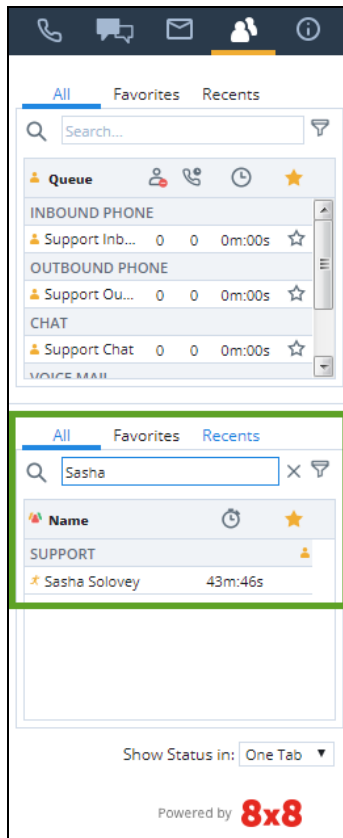 All Favorites Recents
Search...
Queue
INBOUND PHONE
Support Inb... 0 0 0m:00s
OUTBOUND PHONE
Support Ou... 0 0 0m:00s
CHAT
Support Chat 0 0 0m:00s
VOICE MAIL
All Favorites Recents
Sasha
Name
SUPPORT
Sasha Solovey 43m:46s
Show Status in: One Tab
Powered by 8x8